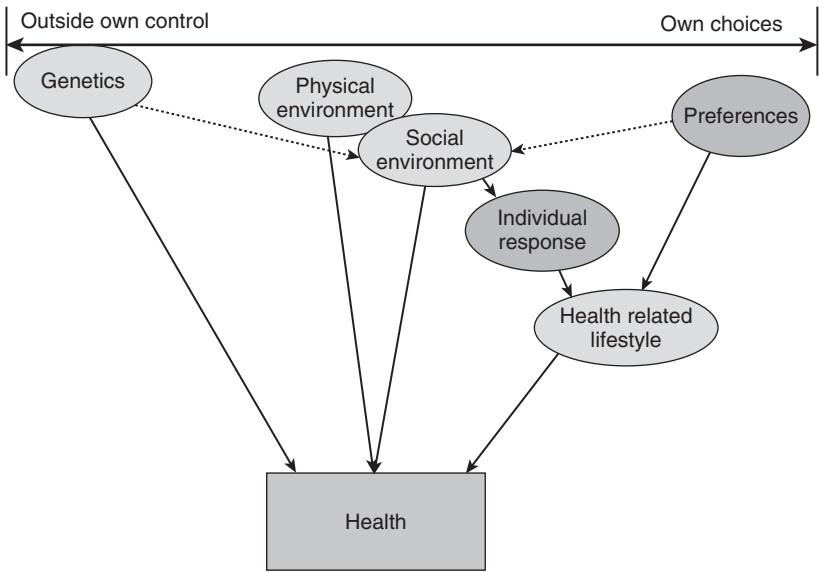 Outside own control
Own choices
Genetics
Physical
environment
Social
environment
Preferences
Individual
response
Health related
lifestyle
Health